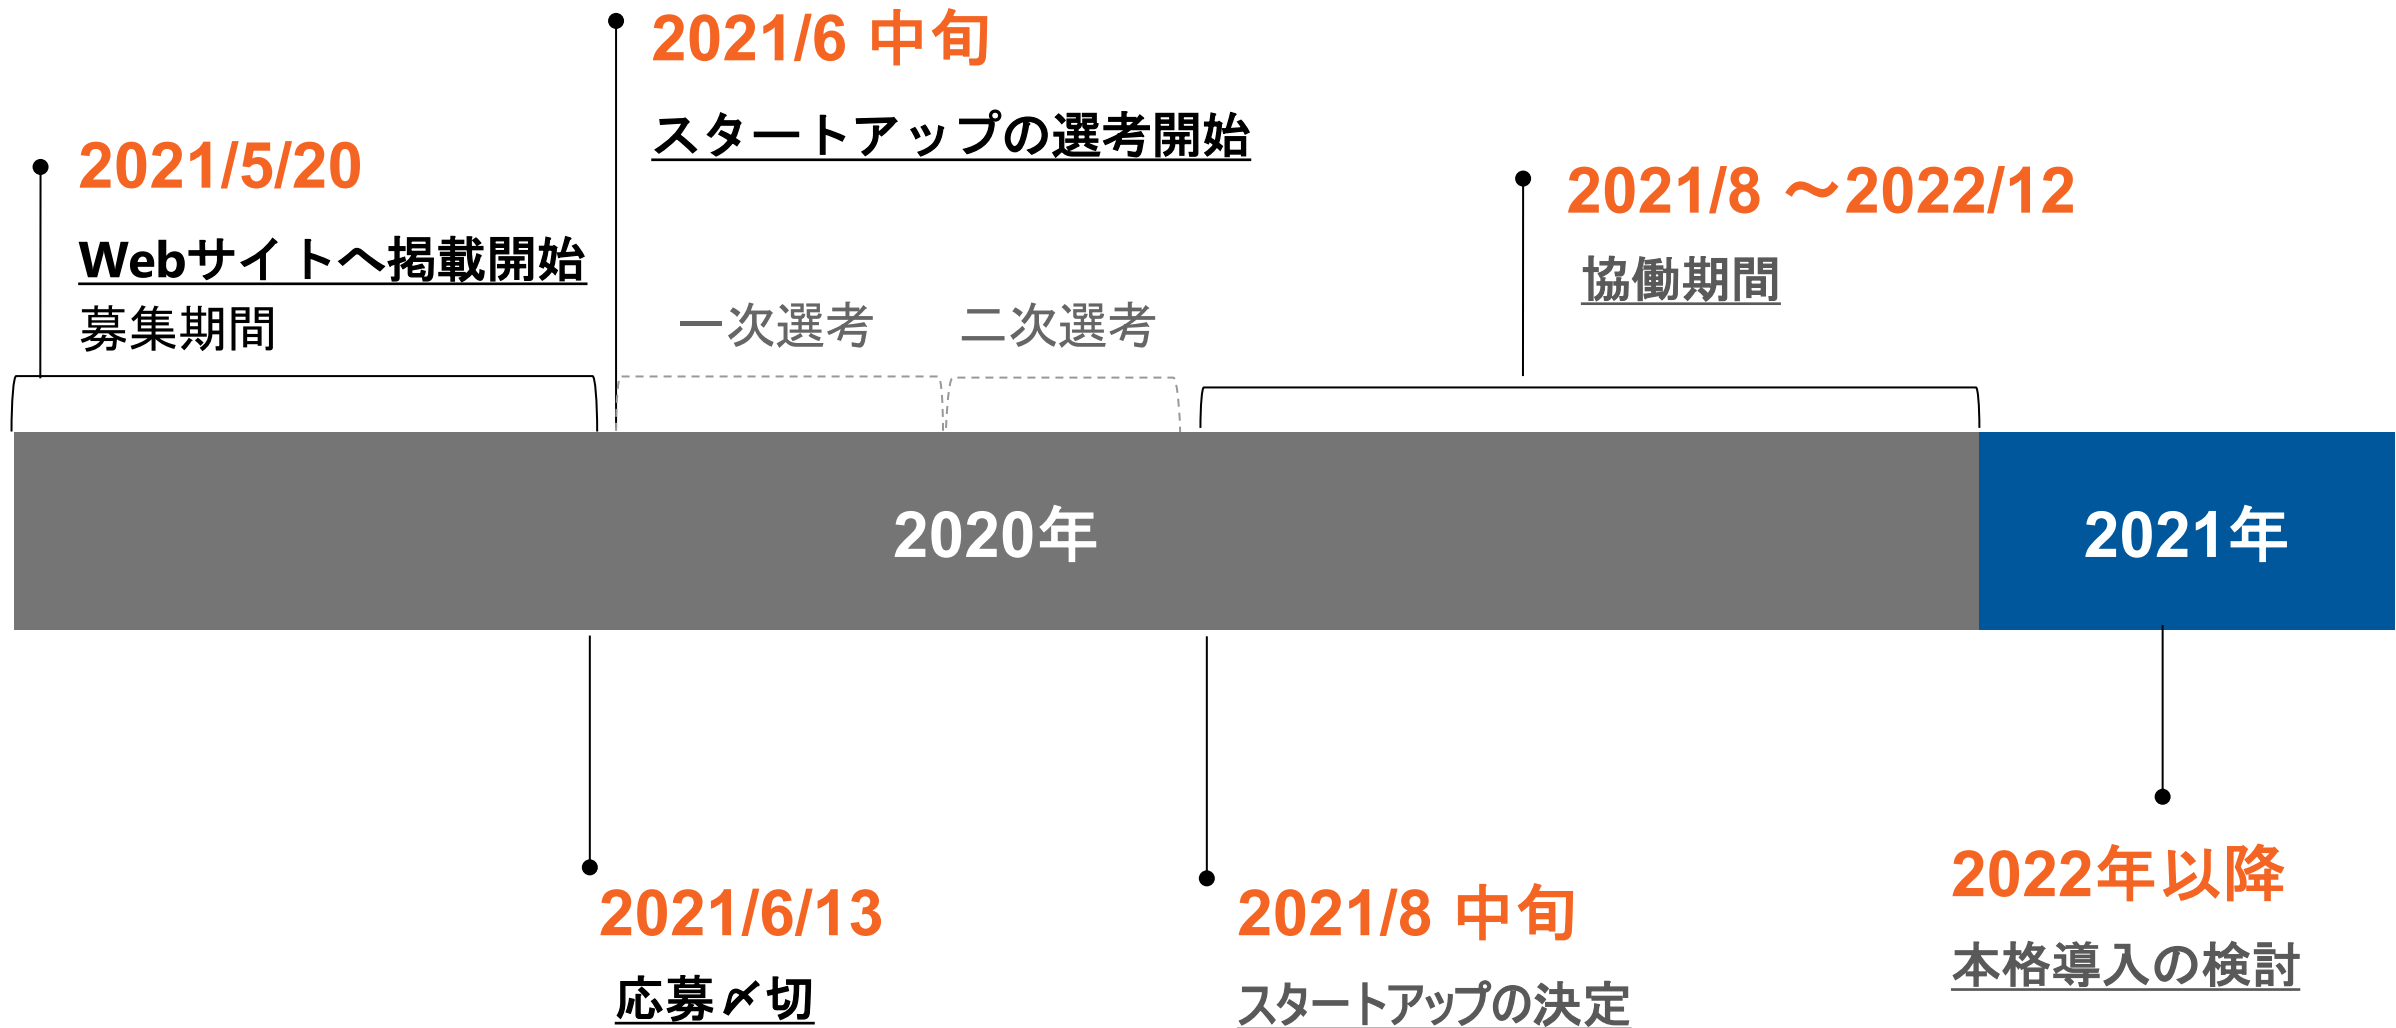 2021/6 中旬
スタートアップの選考開始
2021/5/20
Webサイトへ掲載開始
募集期間
2021/8 ～2022/12
協働期間
一次選考
二次選考
2020年
2021年
2021/6/13
応募〆切
2021/8 中旬
スタートアップの決定
2022年以降
本格導入の検討